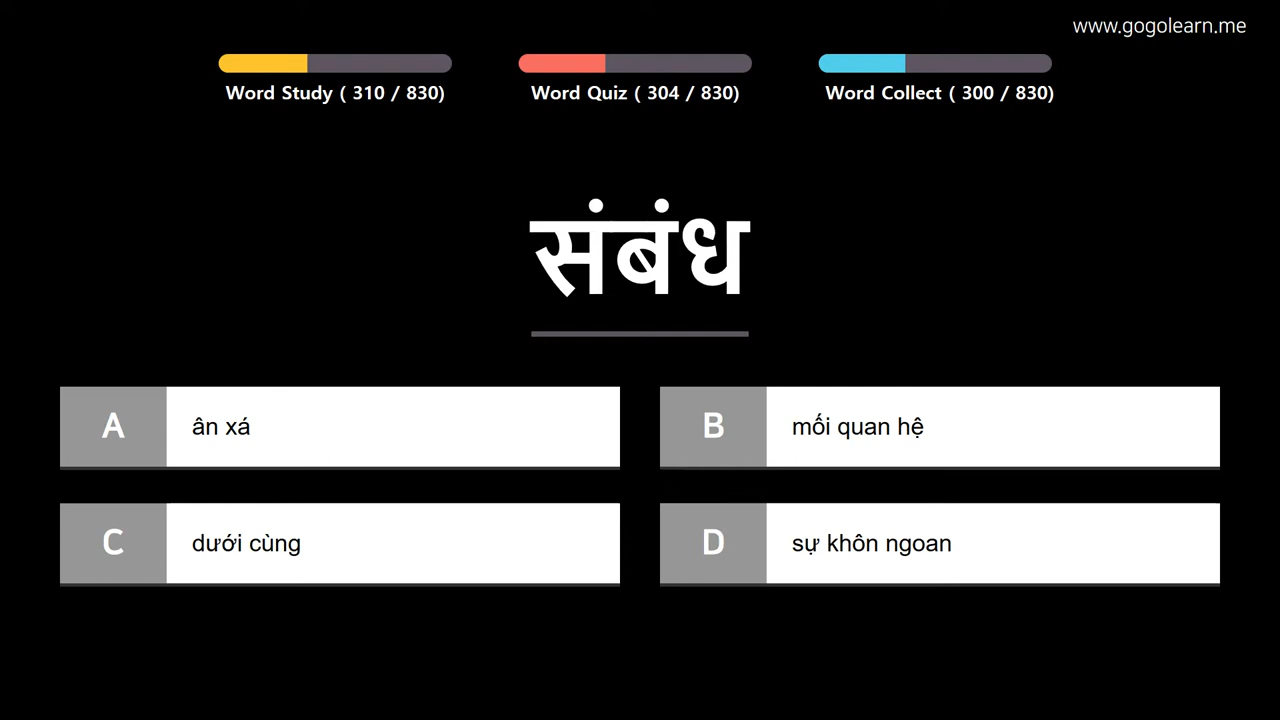 www.gogolearn.me
Word Study ( 310 / 830)
Word Quiz ( 304 / 830)
Word Collect ( 300 / 830)
संबंध
A
ân xá
B
mối quan hệ
C
dưới cùng
D
sự khôn ngoan